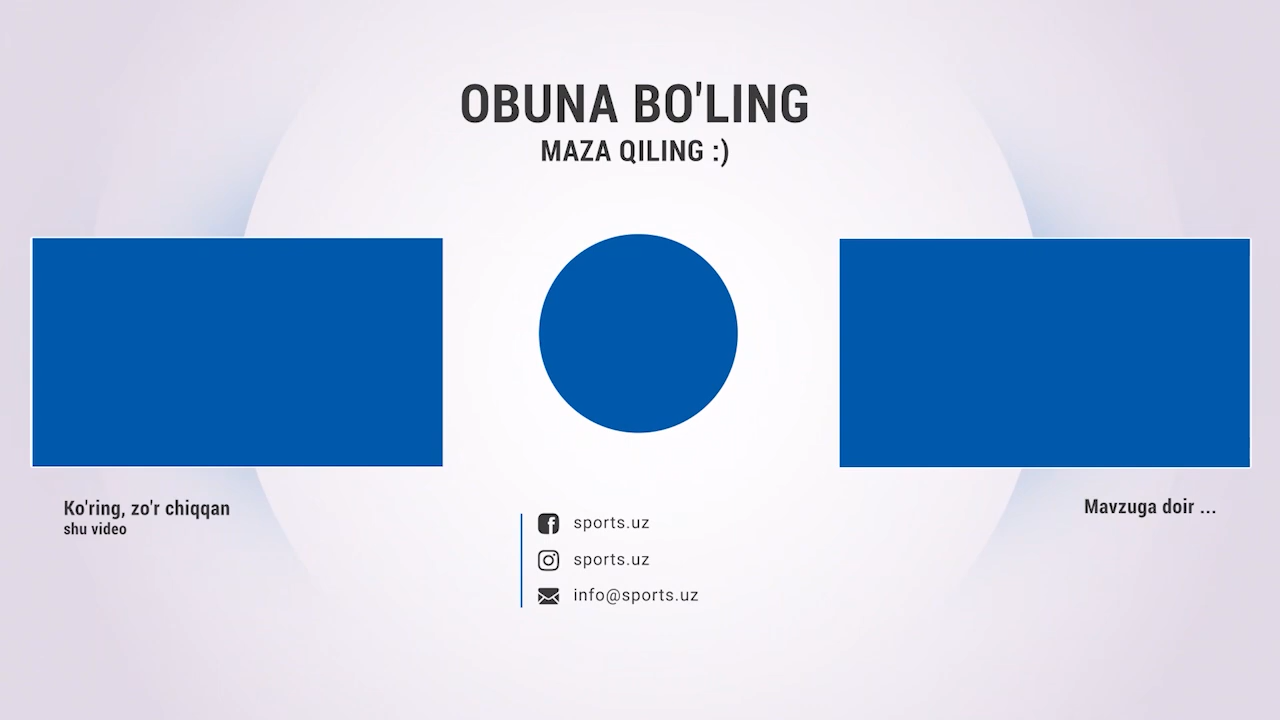 OBUNA BO'LING
MAZA QILING :)
Ko'ring, zo'r chiqqan
shu video
Mavzuga doir ...
sports.uz
sports.uz
info@sports.uz